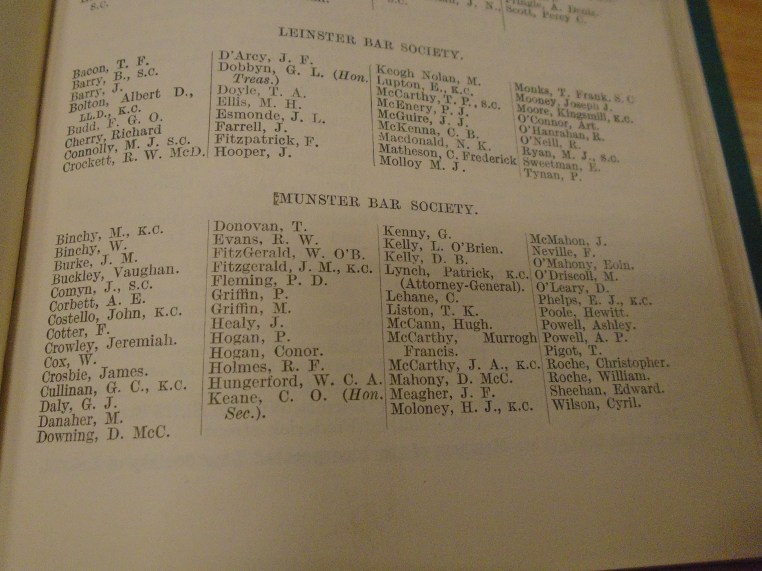 S.C.
S.C.
J. N.,
Pringle, A. Denis.
Scott, Percy C.
LEINSTER BAR SOCIETY.
Bacon, T. F.
Barry, B., S.C.
Barry, J.
Bolton, Albert D.,
LL.D., K.C.
Budd. F. G. O.
Cherry, Richard
Connolly, M. J. S.C.
Crockett, R. W. McD.
D'Arcy, J. F.
Dobbyn, G. L. (Hon.
Treas.)
Doyle, T. A.
Ellis, M. H.
Esmonde, J. L.
Farrell, J.
Fitzpatrick, F.
Hooper, J.
Keogh Nolan, M.
Lupton, E., K.C.
McCarthy, T. P., S.C.
McEnery, P. J.
McGuire, J. J.
McKenna, C. B.
Macdonald, N. K.
Matheson, C. Frederick
Molloy M. J.
Monks, T. Frank. S.C
Mooney, Joseph J.
Moore, Kingsmill, K.C.
O'Connor, Art.
O'Hanrahan, R.
O'Neill, R.
Ryan, M. J., S.C.
Sweetman, E.
Tynan, P.
MUNSTER BAR SOCIETY.
Binchy, M., K.C.
Binchy, W.
Burke, J. M.
Buckley, Vaughan.
Comyn, J., S.C.
Corbett, A. E.
Costello, John, K.C.
Cotter, F.
Crowley, Jeremiah.
Cox, W.
Crosbie, James.
Cullinan, G. C., K.C.
Daly, G. J.
Danaher, M.
Downing, D. McC.
Donovan, T.
Evans, R. W.
FitzGerald, W. O'B.
Fitzgerald, J. M., K.C.
Fleming, P. D.
Griffin, P.
Griffin, M.
Healy, J.
Hogan, P.
Hogan, Conor.
Holmes, R. F.
Hungerford, W. C. A.
Keane, C. O. (Hon.
Sec.).
Kenny, G.
Kelly, L. O'Brien.
Kelly, D. B.
Lynch, Patrick, K.C.
(Attorney-General).
Lehane, C.
Liston, T. K.
McCann, Hugh.
McCarthy, Murrogh
Francis.
McCarthy, J. A., K.C.
Mahony, D. McC.
Meagher, J. F.
Moloney, H. J., K.C.
McMahon, J.
Neville, F.
O'Mahony, Eoin.
O'Driscoll, M.
O'Leary, D.
Phelps, E. J., K.C.
Poole, Hewitt.
Powell, Ashley.
Powell, A. P.
Pigot, T.
Roche, Christopher.
Roche, William.
Sheehan, Edward.
Wilson, Cyril.